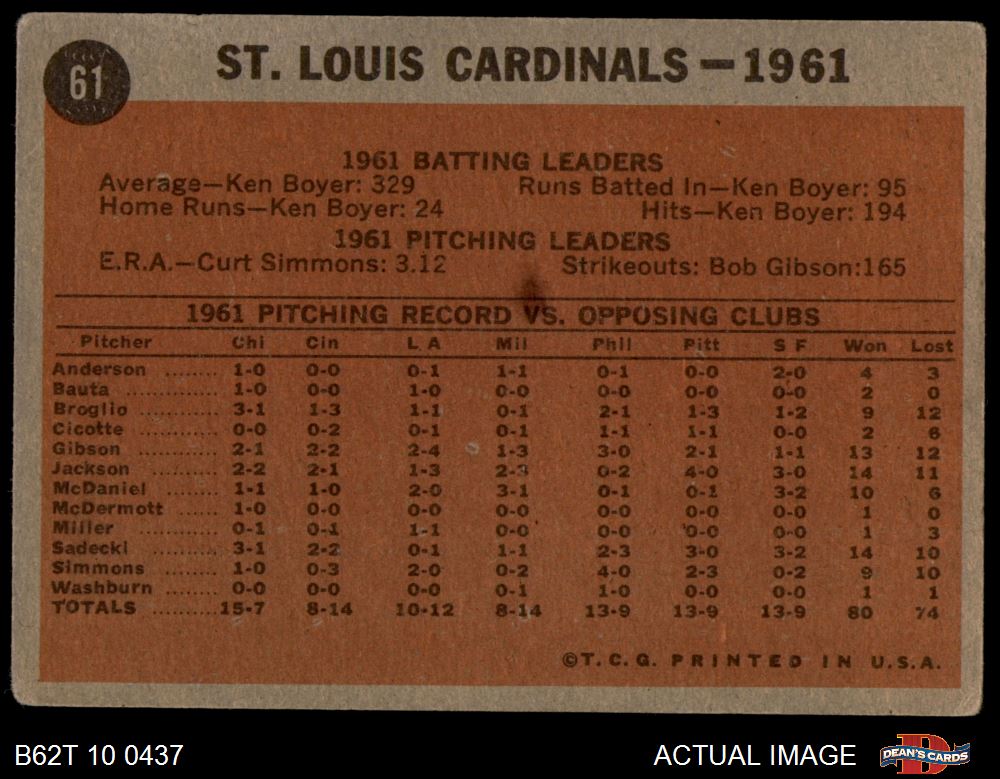 61
ST. LOUIS CARDINALS—1961
1961 BATTING LEADERS
Average—Ken Boyer: 329 Runs Batted In—Ken Boyer: 95
Home Runs—Ken Boyer: 24 Hits—Ken Boyer: 194
1961 PITCHING LEADERS
E.R.A.—Curt Simmons: 3.12 Strikeouts: Bob Gibson:165
1961 PITCHING RECORD VS. OPPOSING CLUBS
Pitcher Chi Cin L A Mil Phil Pitt S F Won Lost
Anderson ........ 1-0 0-0 0-1 1-1 0-1 0-0 2-0 4 3
Bauta .............. 1-0 0-0 1-0 0-0 0-0 0-0 0-0 2 0
Broglio ............ 3-1 1-3 1-1 0-1 2-1 1-3 1-2 9 12
Cicotte ............ 0-0 0-2 0-1 0-1 1-1 1-1 0-0 2 6
Gibson ............ 2-1 2-2 2-4 1-3 3-0 2-1 1-1 13 12
Jackson .......... 2-2 2-1 1-3 2-3 0-2 4-0 3-0 14 11
McDaniel ........ 1-1 1-0 2-0 3-1 0-1 0-1 3-2 10 6
McDermott ..... 1-0 0-0 0-0 0-0 0-0 0-0 0-0 1 0
Miller .............. 0-1 0-1 1-1 0-0 0-0 0-0 0-0 1 3
Sadecki ........... 3-1 2-2 0-1 1-1 2-3 3-0 3-2 14 10
Simmons ........ 1-0 0-3 2-0 0-2 4-0 2-3 0-2 9 10
Washburn ....... 0-0 0-0 0-0 0-1 1-0 0-0 0-0 1 1
TOTALS ..........15-7 8-14 10-12 8-14 13-9 13-9 13-9 80 74
©T.C.G. PRINTED IN U.S.A.
B62T 10 0437 ACTUAL IMAGE DEAN'S CARDS